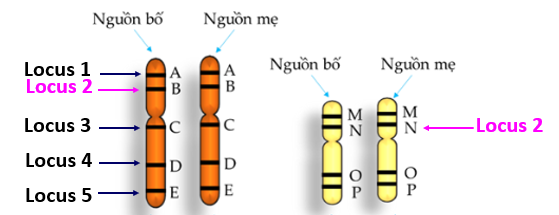 Nguồn bố
Nguồn mẹ
Locus 1
A
A
Locus 2
B
B
Locus 3
C
C
Locus 4
D
D
Locus 5
E
E
Nguồn bố
Nguồn mẹ
M
M
N
N
Locus 2
O
O
P
P